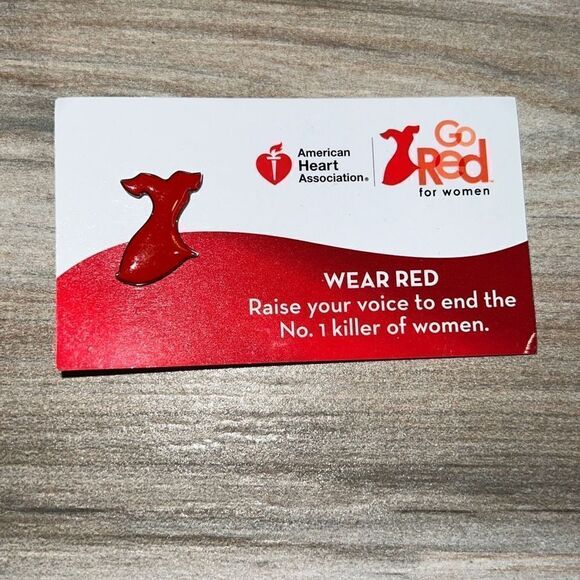 American
Heart
Association®
Go
Red™
for women
WEAR RED
Raise your voice to end the
No. 1 killer of women.